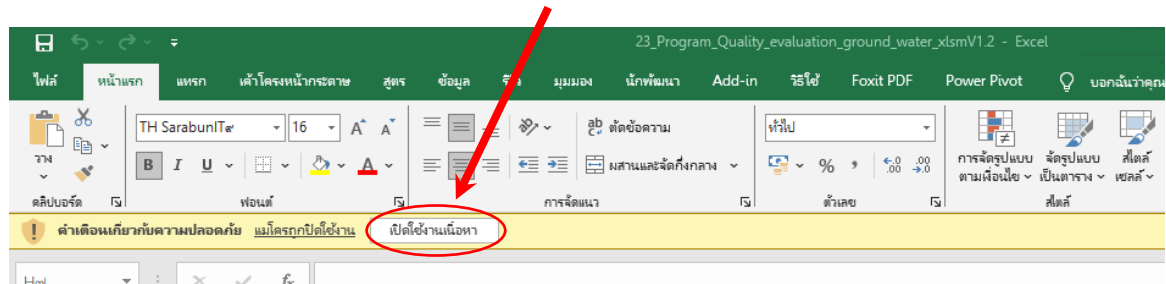 23_Program_Quality_evaluation_ground_water_xlsmV1.2 - Excel
ไฟล์ หน้าแรก แทรก เค้าโครงหน้ากระดาษ สูตร ข้อมูล มุมมอง นักพัฒนา Add-in วิธีใช้ Foxit PDF Power Pivot
TH SarabunIT๙ 16 A A ab ตัดข้อความ ทั่วไป
วาง B I U A ผสานและจัดกึ่งกลาง % , .0 .00 .00 .0 การจัดรูปแบบ จัดรูปแบบ สไตล์
ตามเงื่อนไข เป็นตาราง เซลล์
คลิปบอร์ด ฟอนต์ การจัดแนว ตัวเลข สไตล์
คำเตือนเกี่ยวกับความปลอดภัย แมโครถูกปิดใช้งาน เปิดใช้งานเนื้อหา
fx